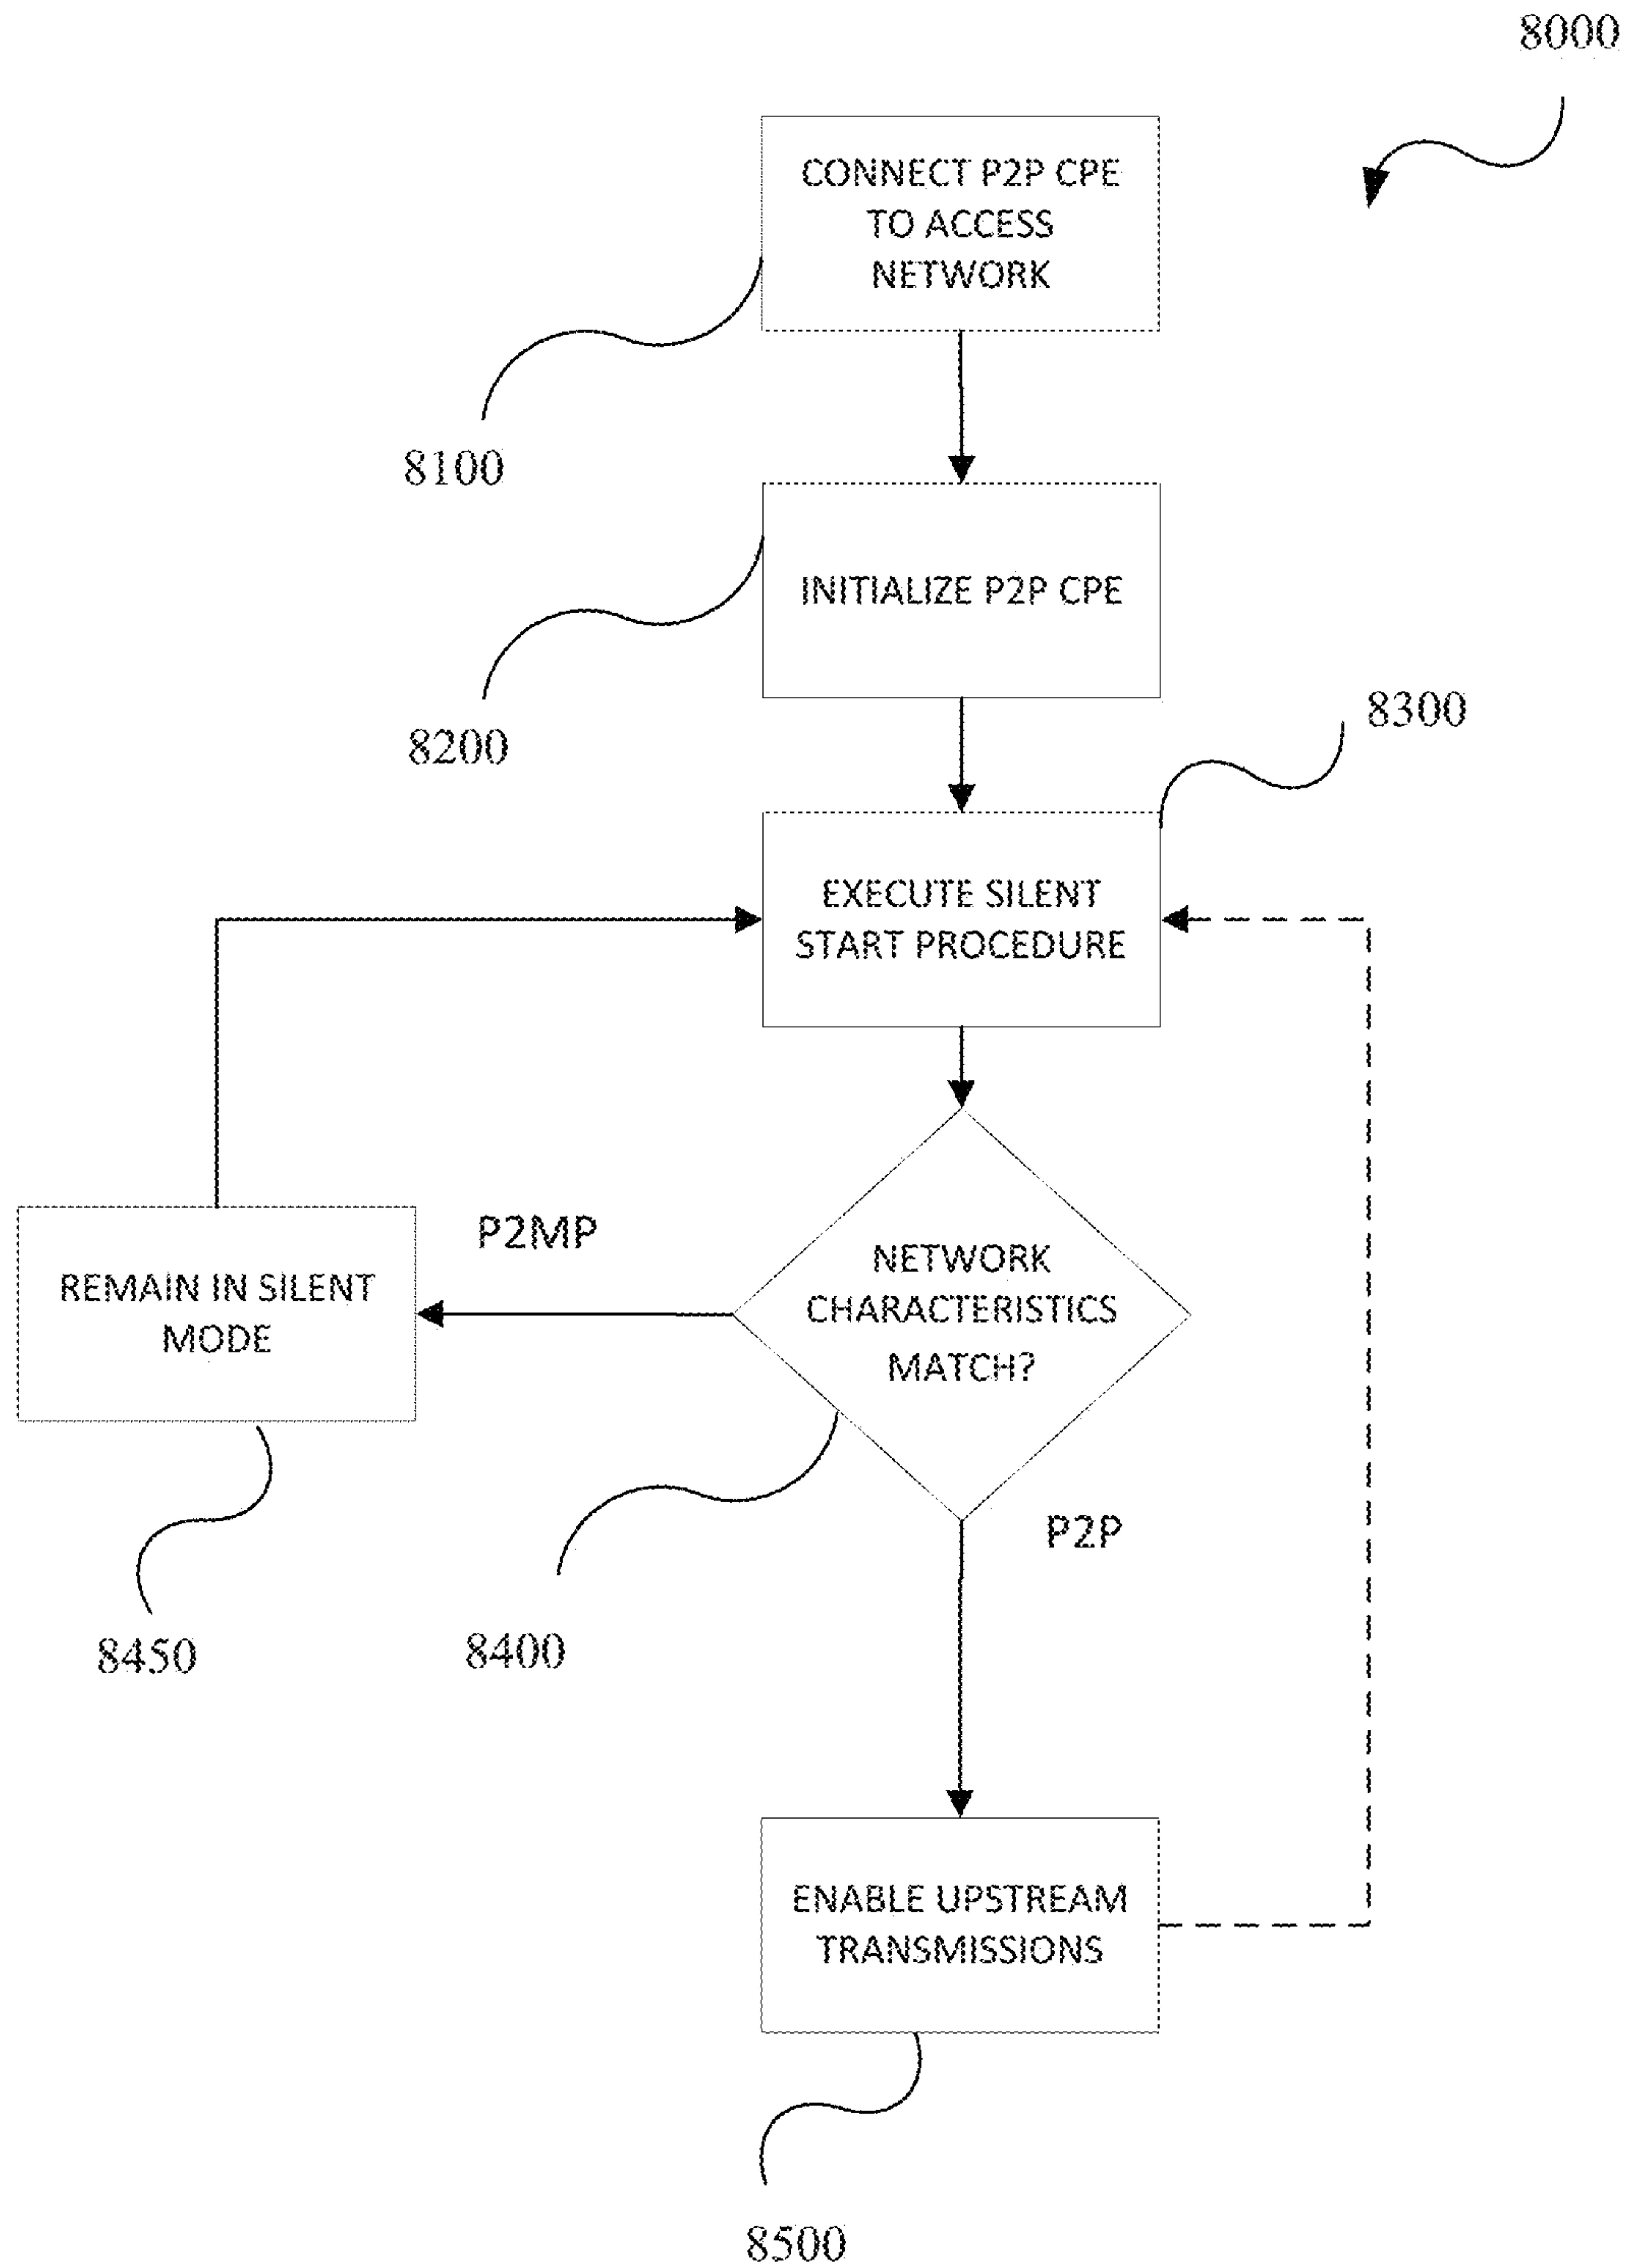 8000
CONNECT P2P CPE
TO ACCESS
NETWORK
8100
INITIALIZE P2P CPE
8200
8300
EXECUTE SILENT
START PROCEDURE
P2MP
REMAIN IN SILENT
MODE
NETWORK
CHARACTERISTICS
MATCH?
P2P
8450
8400
ENABLE UPSTREAM
TRANSMISSIONS
8500